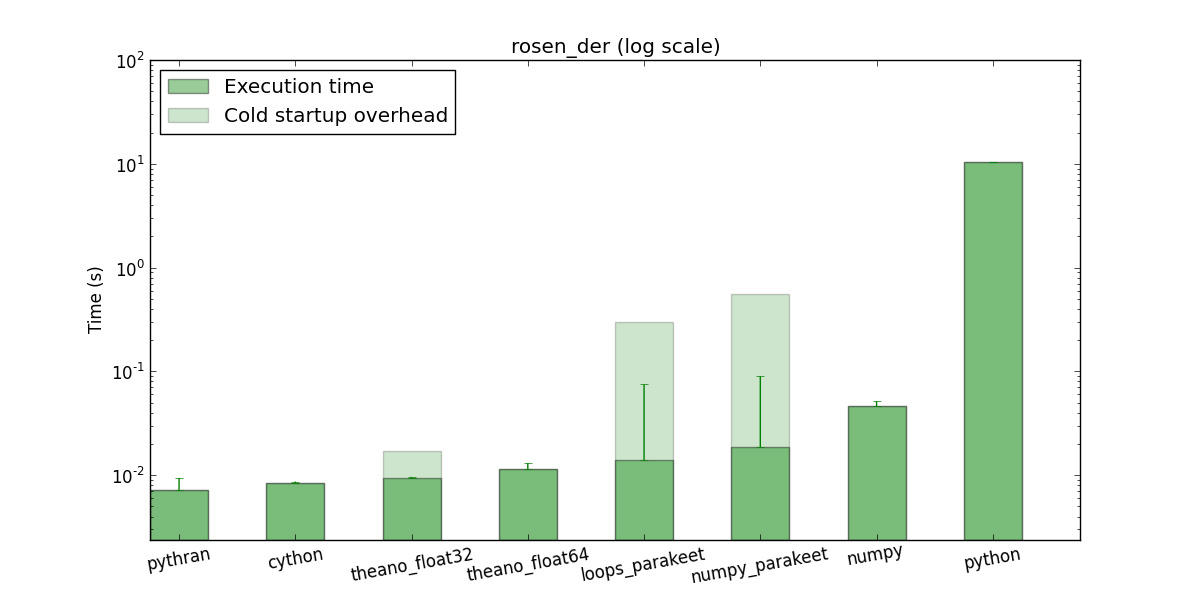 rosen_der (log scale)
Execution time
Cold startup overhead
Time (s)
10^2
10^1
10^0
10^-1
10^-2
pythran
cython
theano_float32
theano_float64
loops_parakeet
numpy_parakeet
numpy
python